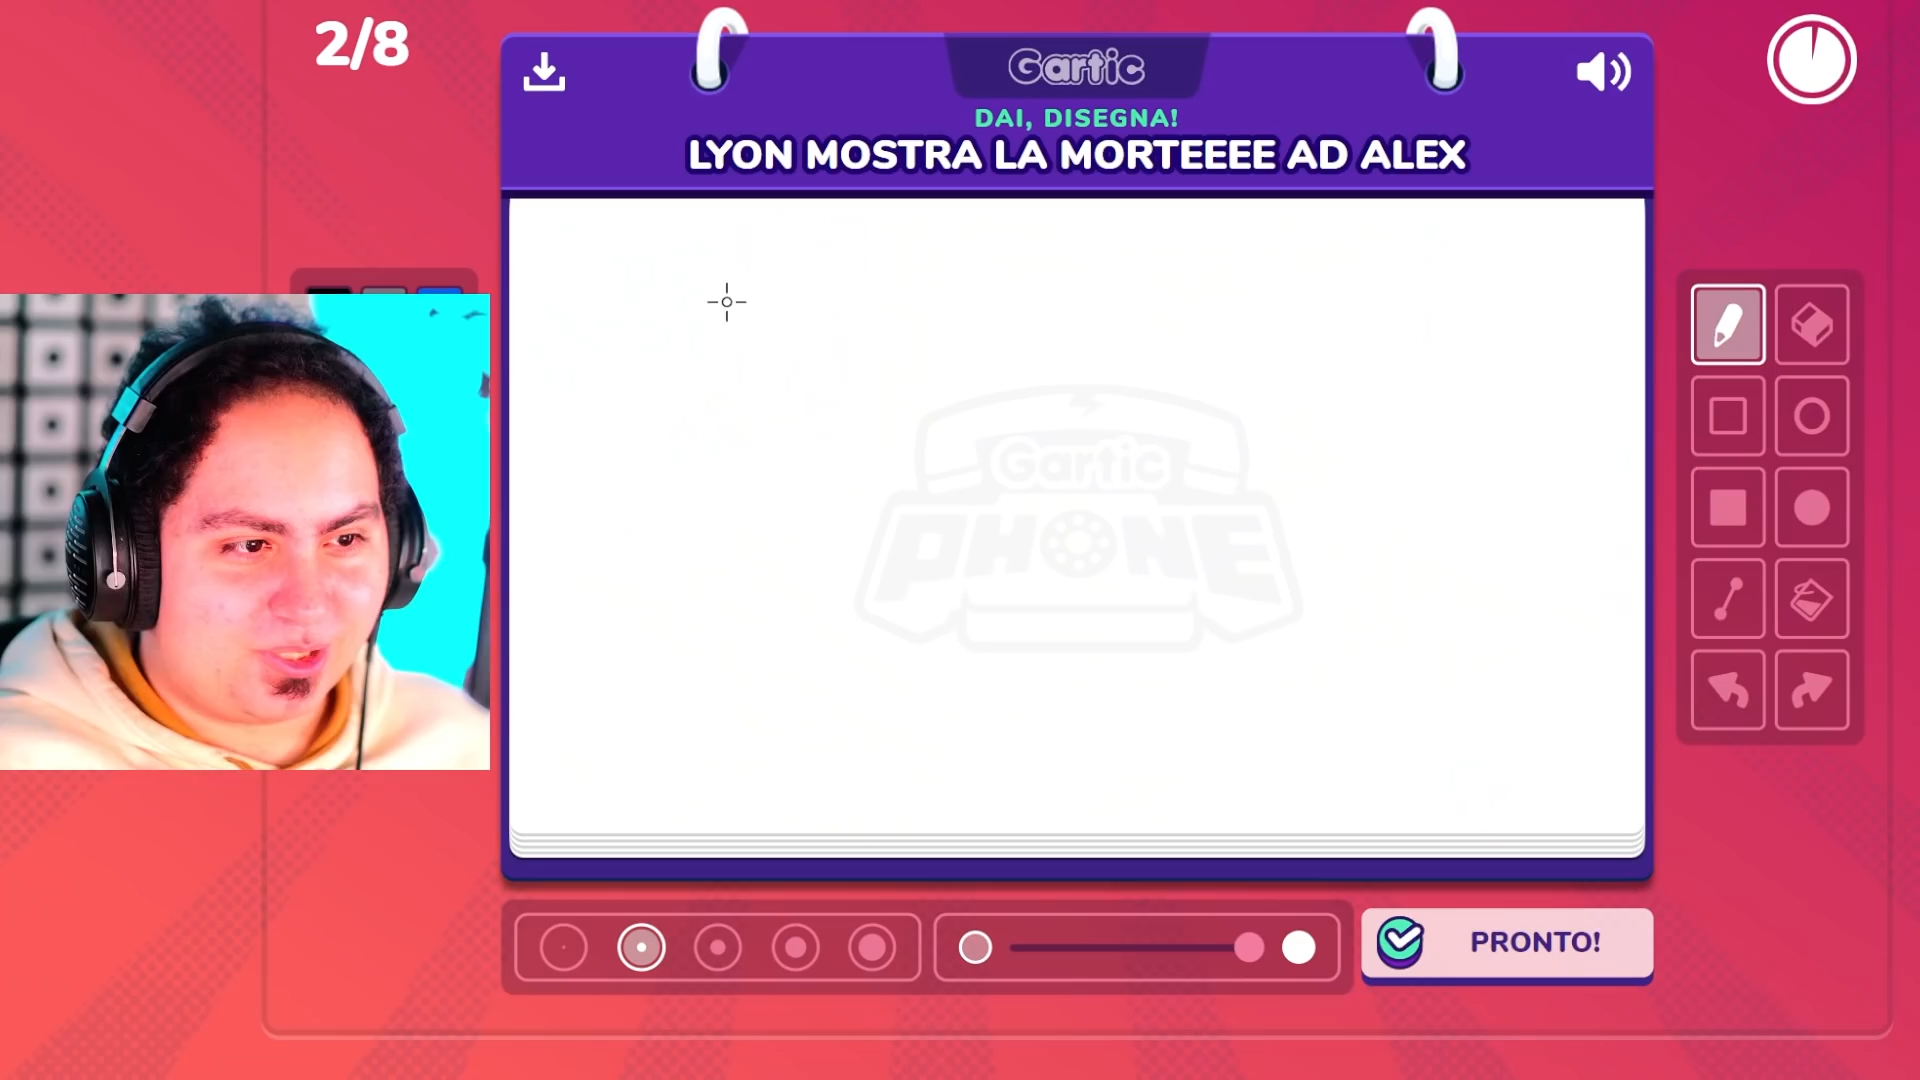 2/8
Gartic
DAI, DISEGNA!
LYON MOSTRA LA MORTEEEE AD ALEX
Gartic
PHONE
PRONTO!